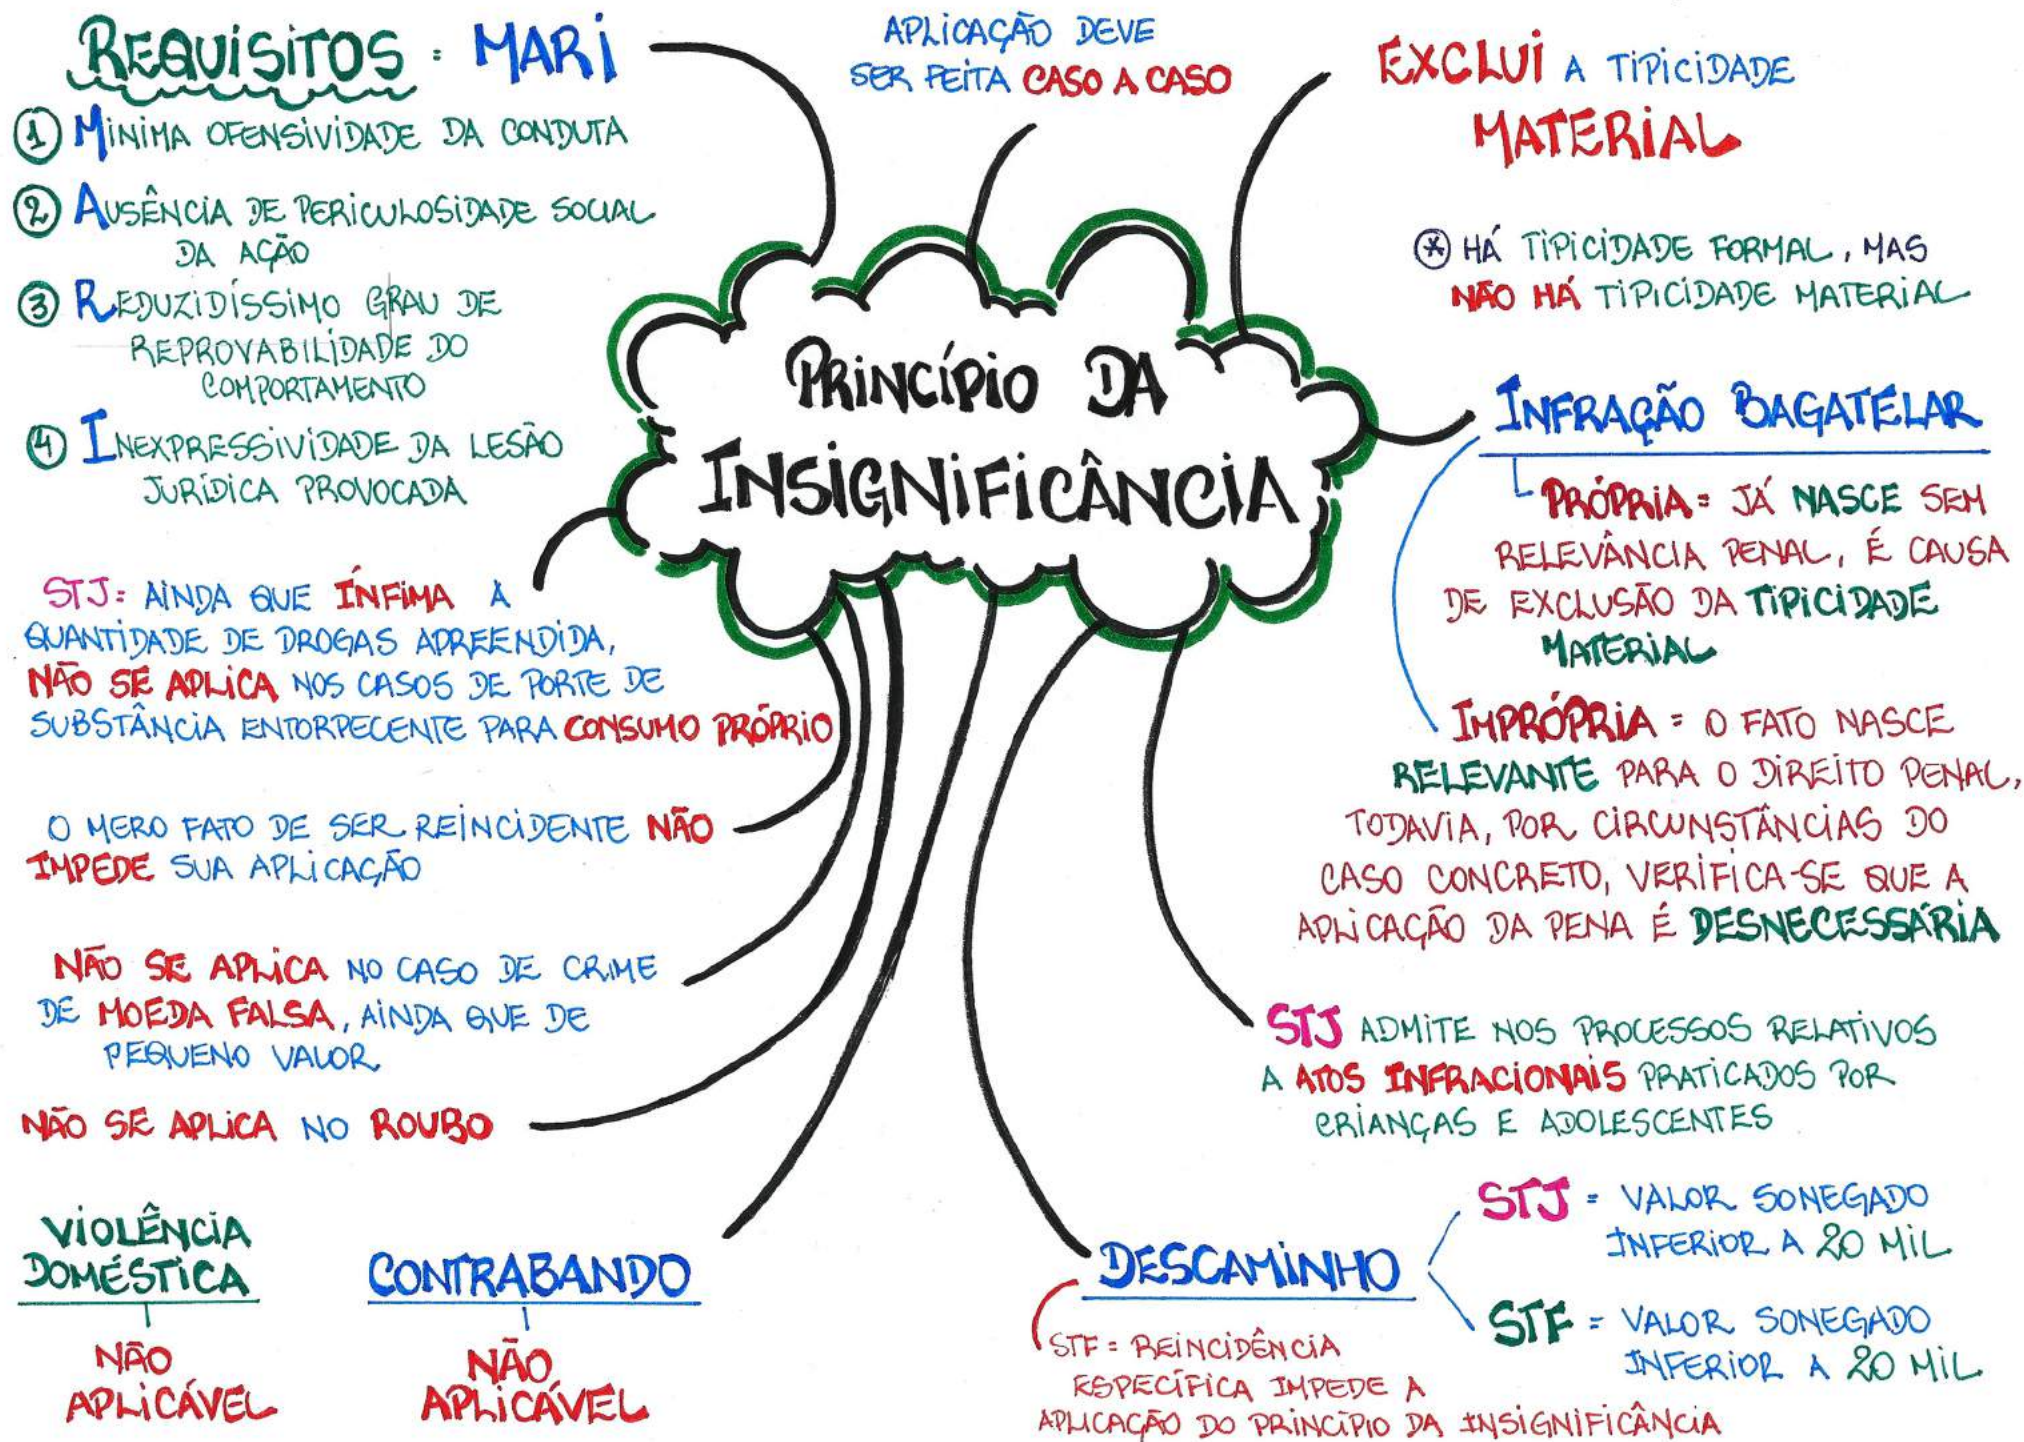 REQUISITOS = MARI
① MÍNIMA OFENSIVIDADE DA CONDUTA
② AUSÊNCIA DE PERICULOSIDADE SOCIAL
DA AÇÃO
③ REDUZIDÍSSIMO GRAU DE
REPROVABILIDADE DO
COMPORTAMENTO
④ INEXPRESSIVIDADE DA LESÃO
JURÍDICA PROVOCADA
APLICAÇÃO DEVE
SER FEITA CASO A CASO
EXCLUI A TIPICIDADE
MATERIAL
* HÁ TIPICIDADE FORMAL, MAS
NÃO HÁ TIPICIDADE MATERIAL
PRINCÍPIO DA
INSIGNIFICÂNCIA
INFRAÇÃO BAGATELAR
PRÓPRIA = JÁ NASCE SEM
RELEVÂNCIA PENAL, É CAUSA
DE EXCLUSÃO DA TIPICIDADE
MATERIAL
IMPRÓPRIA = O FATO NASCE
RELEVANTE PARA O DIREITO PENAL,
TODAVIA, POR CIRCUNSTÂNCIAS DO
CASO CONCRETO, VERIFICA-SE QUE A
APLICAÇÃO DA PENA É DESNECESSÁRIA
STJ = AINDA QUE ÍNFIMA A
QUANTIDADE DE DROGAS APREENDIDA,
NÃO SE APLICA NOS CASOS DE PORTE DE
SUBSTÂNCIA ENTORPECENTE PARA CONSUMO PRÓPRIO
O MERO FATO DE SER REINCIDENTE NÃO
IMPEDE SUA APLICAÇÃO
NÃO SE APLICA NO CASO DE CRIME
DE MOEDA FALSA, AINDA QUE DE
PEQUENO VALOR
NÃO SE APLICA NO ROUBO
VIOLÊNCIA
DOMÉSTICA
NÃO
APLICÁVEL
CONTRABANDO
NÃO
APLICÁVEL
STJ ADMITE NOS PROCESSOS RELATIVOS
A ATOS INFRACIONAIS PRATICADOS POR
CRIANÇAS E ADOLESCENTES
DESCAMINHO
STJ = VALOR SONEGADO
INFERIOR A 20 MIL
STF = VALOR SONEGADO
INFERIOR A 20 MIL
STF = REINCIDÊNCIA
ESPECÍFICA IMPEDE A
APLICAÇÃO DO PRINCÍPIO DA INSIGNIFICÂNCIA